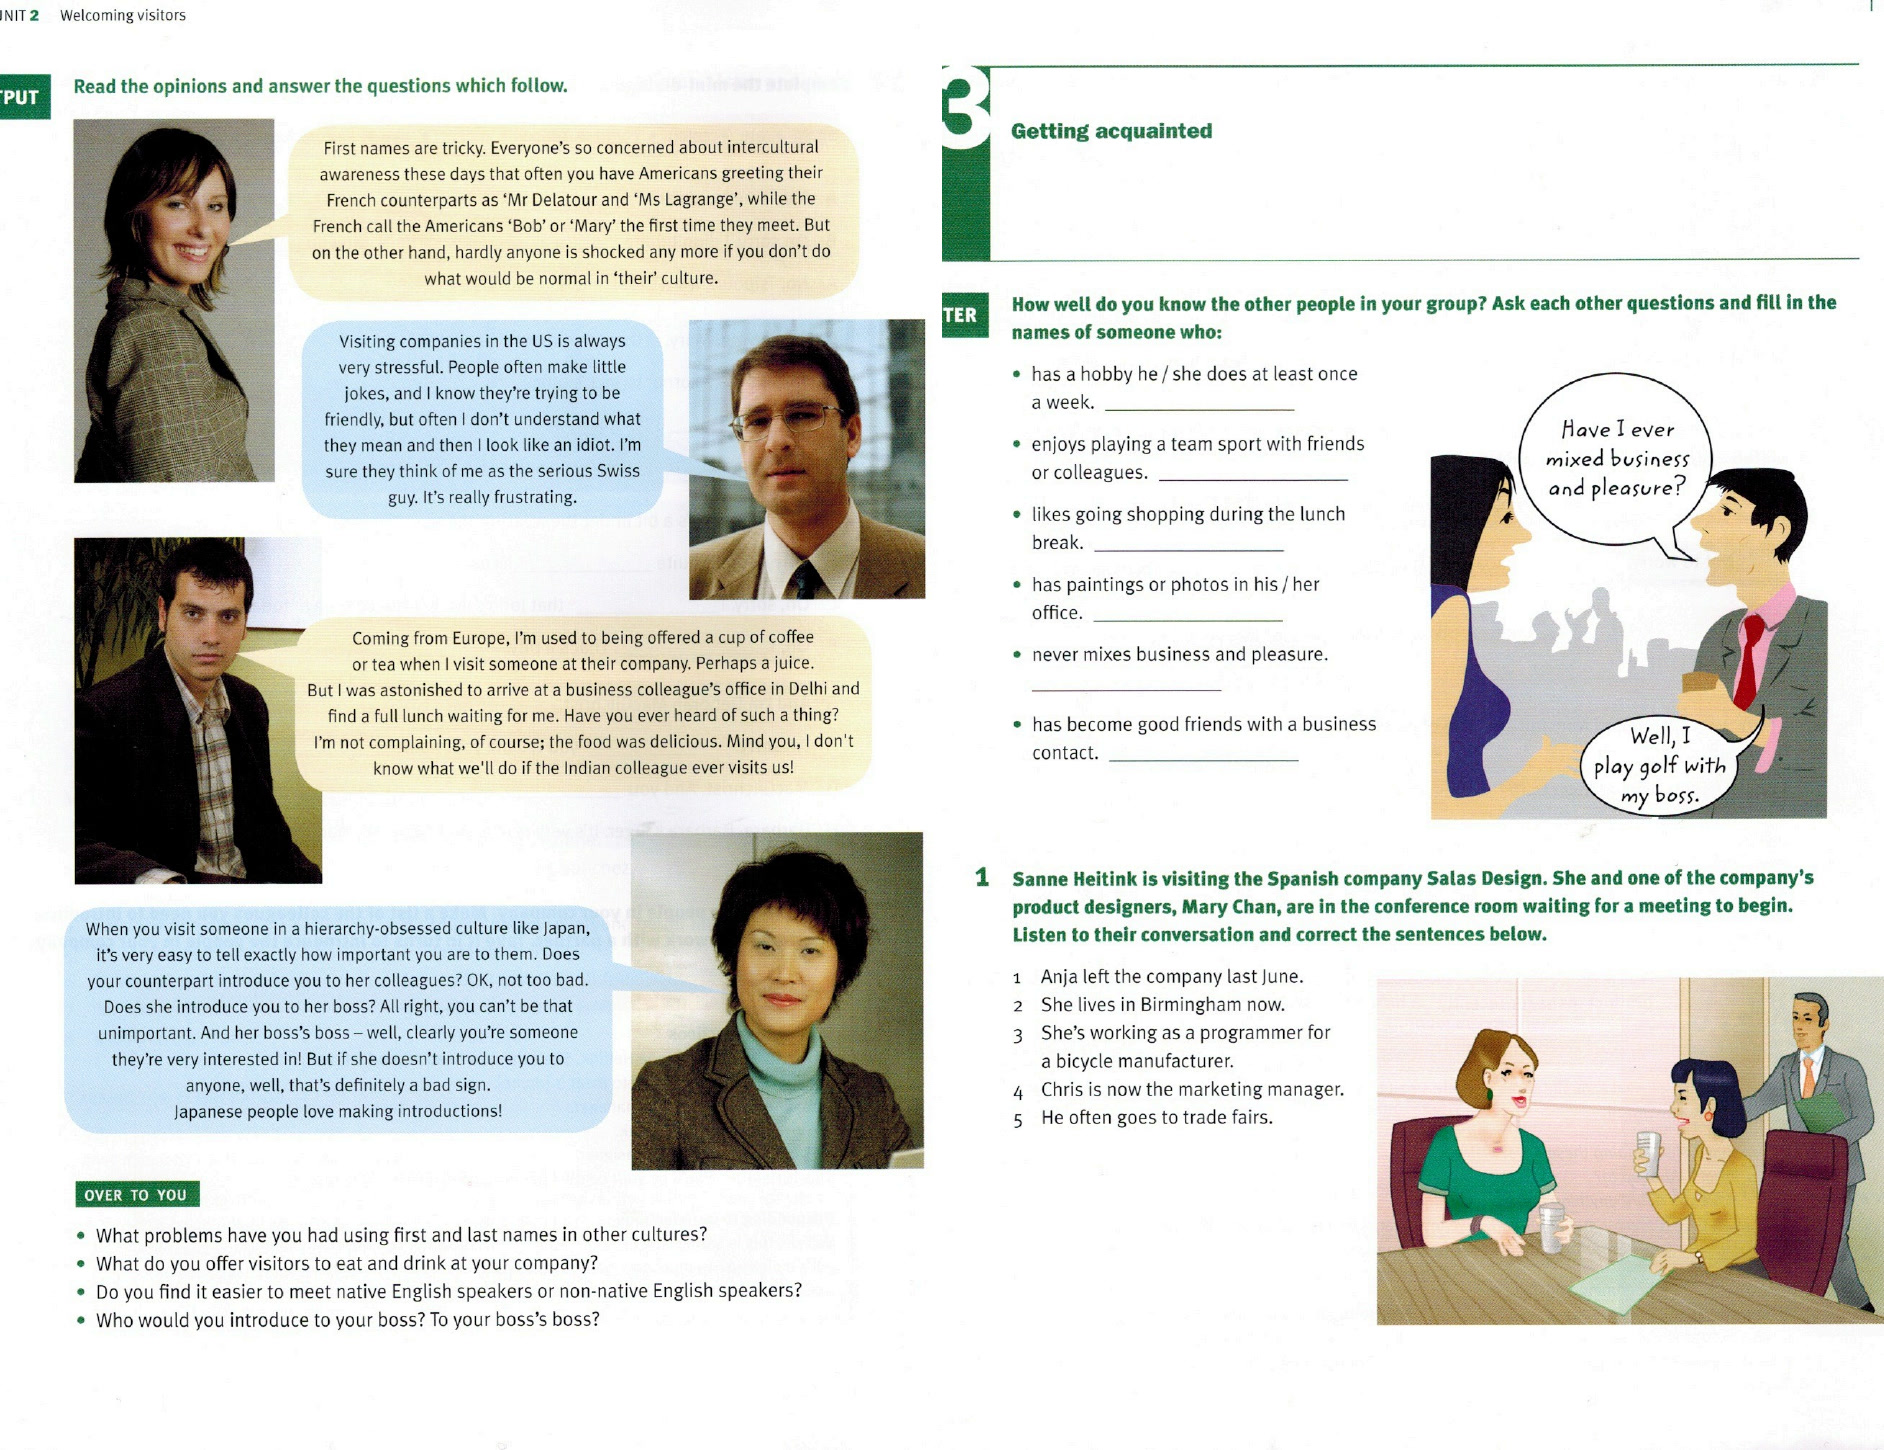 UNIT 2 Welcoming visitors
Read the opinions and answer the questions which follow.
First names are tricky. Everyone's so concerned about intercultural
awareness these days that often you have Americans greeting their
French counterparts as 'Mr Delatour and 'Ms Lagrange', while the
French call the Americans 'Bob' or 'Mary' the first time they meet. But
on the other hand, hardly anyone is shocked any more if you don't do
what would be normal in 'their' culture.
Visiting companies in the US is always
very stressful. People often make little
jokes, and I know they're trying to be
friendly, but often I don't understand what
they mean and then I look like an idiot. I'm
sure they think of me as the serious Swiss
guy. It's really frustrating.
Coming from Europe, I'm used to being offered a cup of coffee
or tea when I visit someone at their company. Perhaps a juice.
But I was astonished to arrive at a business colleague's office in Delhi and
find a full lunch waiting for me. Have you ever heard of such a thing?
I'm not complaining, of course; the food was delicious. Mind you, I don't
know what we'll do if the Indian colleague ever visits us!
When you visit someone in a hierarchy-obsessed culture like Japan,
it's very easy to tell exactly how important you are to them. Does
your counterpart introduce you to her colleagues? OK, not too bad.
Does she introduce you to her boss? All right, you can't be that
unimportant. And her boss's boss – well, clearly you're someone
they're very interested in! But if she doesn't introduce you to
anyone, well, that's definitely a bad sign.
Japanese people love making introductions!
OVER TO YOU
• What problems have you had using first and last names in other cultures?
• What do you offer visitors to eat and drink at your company?
• Do you find it easier to meet native English speakers or non-native English speakers?
• Who would you introduce to your boss? To your boss's boss?
3
Getting acquainted
TER
How well do you know the other people in your group? Ask each other questions and fill in the
names of someone who:
• has a hobby he / she does at least once
a week.
• enjoys playing a team sport with friends
or colleagues.
• likes going shopping during the lunch
break.
• has paintings or photos in his / her
office.
• never mixes business and pleasure.
• has become good friends with a business
contact.
Have I ever
mixed business
and pleasure?
Well, I
play golf with
my boss.
1 Sanne Heitink is visiting the Spanish company Salas Design. She and one of the company's
product designers, Mary Chan, are in the conference room waiting for a meeting to begin.
Listen to their conversation and correct the sentences below.
1 Anja left the company last June.
2 She lives in Birmingham now.
3 She's working as a programmer for
a bicycle manufacturer.
4 Chris is now the marketing manager.
5 He often goes to trade fairs.